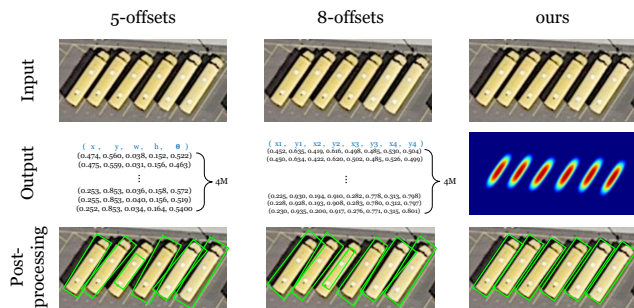 5-offsets 8-offsets ours
Input
Output
( x , y , w , h , θ )
(0.474, 0.560, 0.038, 0.152, 0.522)
(0.475, 0.559, 0.031, 0.156, 0.463)
⋮
(0.253, 0.853, 0.036, 0.158, 0.572)
(0.255, 0.853, 0.040, 0.156, 0.519)
(0.252, 0.853, 0.034, 0.164, 0.5400
4M
( x1, y1, x2, y2, x3, y3, x4, y4 )
(0.452, 0.635, 0.419, 0.616, 0.498, 0.485, 0.530, 0.504)
(0.450, 0.634, 0.422, 0.620, 0.502, 0.485, 0.526, 0.499)
⋮
(0.225, 0.930, 0.194, 0.910, 0.282, 0.778, 0.313, 0.798)
(0.228, 0.928, 0.193, 0.908, 0.283, 0.780, 0.312, 0.797)
(0.230, 0.935, 0.200, 0.917, 0.276, 0.771, 0.315, 0.801)
4M
Post-
processing